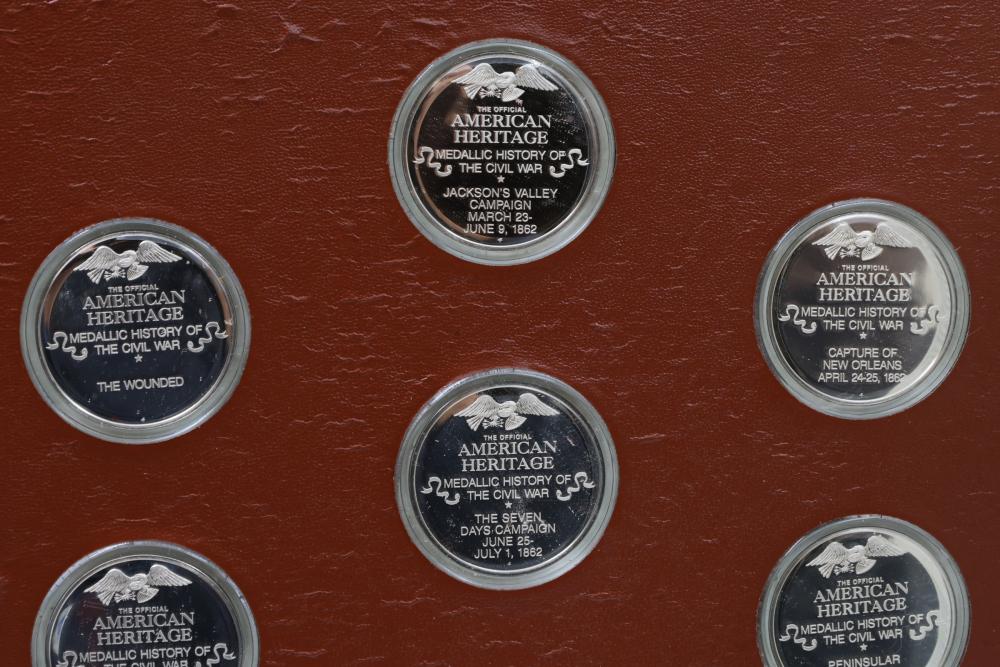 THE OFFICIAL
AMERICAN
HERITAGE
MEDALLIC HISTORY OF
THE CIVIL WAR
JACKSON'S VALLEY
CAMPAIGN
MARCH 23-
JUNE 9, 1862
THE OFFICIAL
AMERICAN
HERITAGE
MEDALLIC HISTORY OF
THE CIVIL WAR
THE WOUNDED
THE OFFICIAL
AMERICAN
HERITAGE
MEDALLIC HISTORY OF
THE CIVIL WAR
CAPTURE OF
NEW ORLEANS
APRIL 24-25, 1862
THE OFFICIAL
AMERICAN
HERITAGE
MEDALLIC HISTORY OF
THE CIVIL WAR
THE SEVEN
DAYS CAMPAIGN
JUNE 25-
JULY 1, 1862
THE OFFICIAL
AMERICAN
HERITAGE
MEDALLIC HISTORY OF
THE CIVIL WAR
THE OFFICIAL
AMERICAN
HERITAGE
MEDALLIC HISTORY OF
THE CIVIL WAR
PENINSULAR